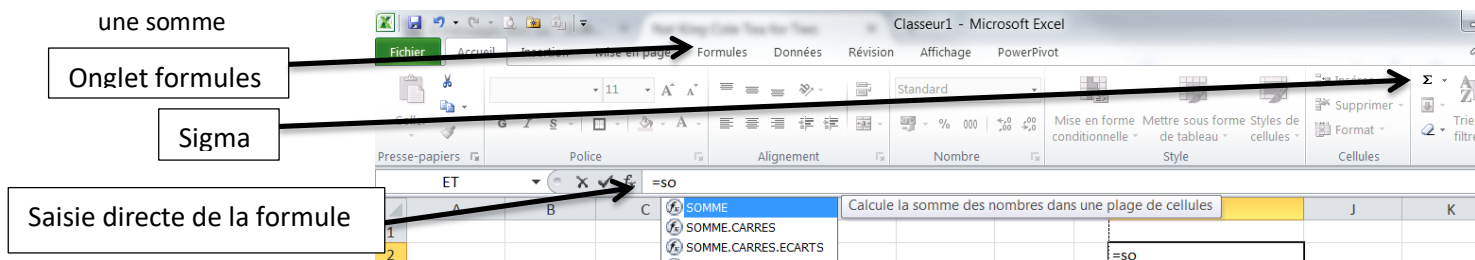 une somme
Onglet formules
Sigma
Saisie directe de la formule
Classeur1 - Microsoft Excel
Fichier Accueil Insertion Mise en page Formules Données Révision Affichage PowerPivot
11 A A Standard Σ
Coller G I S A % 000 Mise en forme Mettre sous forme Styles de Supprimer
conditionnelle de tableau cellules Format
Presse-papiers Police Alignement Nombre Style Cellules
ET fx =so
A B C J K
SOMME Calcule la somme des nombres dans une plage de cellules
1 SOMME.CARRES
2 SOMME.CARRES.ECARTS =so